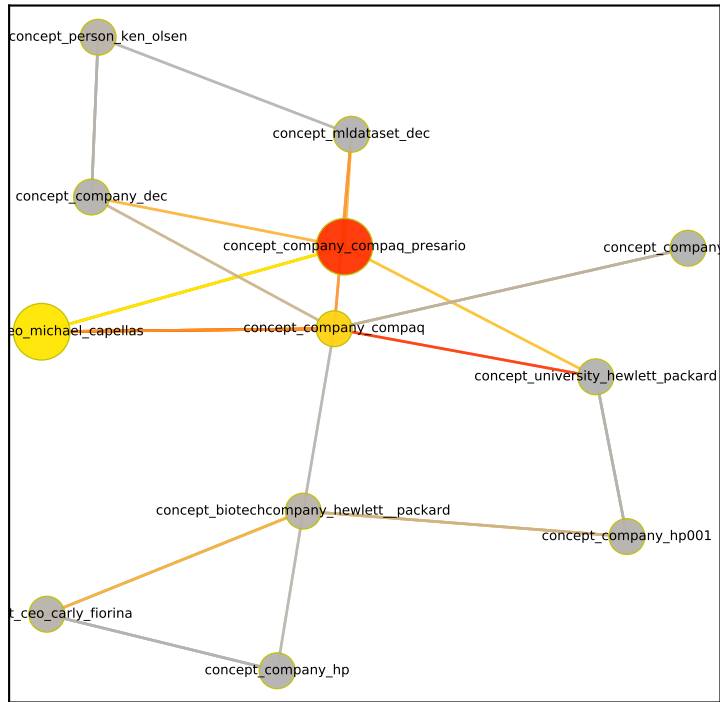 concept_person_ken_olsen
concept_mldataset_dec
concept_company_dec
concept_company_compaq_presario
concept_company
eo_michael_capellas
concept_company_compaq
concept_university_hewlett_packard
concept_biotechcompany_hewlett__packard
concept_company_hp001
t_ceo_carly_fiorina
concept_company_hp